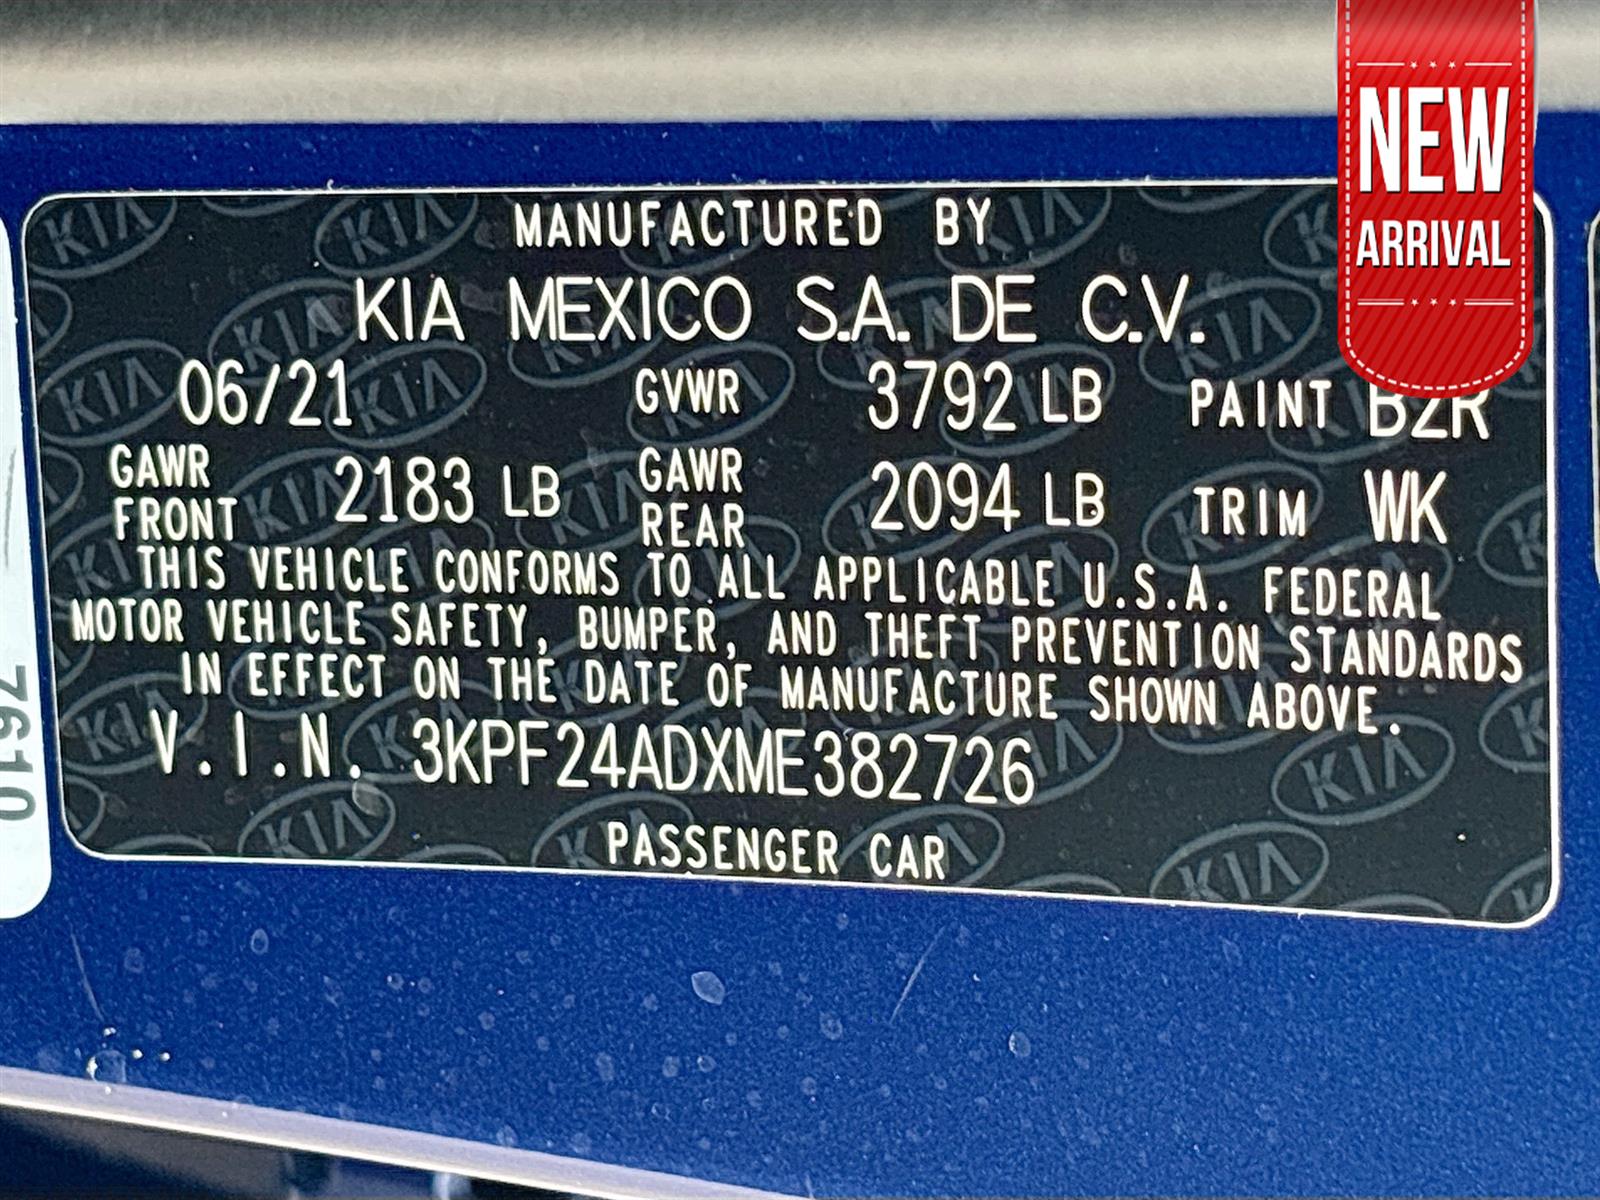 NEW
ARRIVAL
MANUFACTURED BY
KIA MEXICO S.A. DE C.V.
06/21 GVWR 3792 LB PAINT B2R
GAWR FRONT 2183 LB GAWR REAR 2094 LB TRIM WK
THIS VEHICLE CONFORMS TO ALL APPLICABLE U.S.A. FEDERAL
MOTOR VEHICLE SAFETY, BUMPER, AND THEFT PREVENTION STANDARDS
IN EFFECT ON THE DATE OF MANUFACTURE SHOWN ABOVE.
V.I.N. 3KPF24ADXME382726
PASSENGER CAR